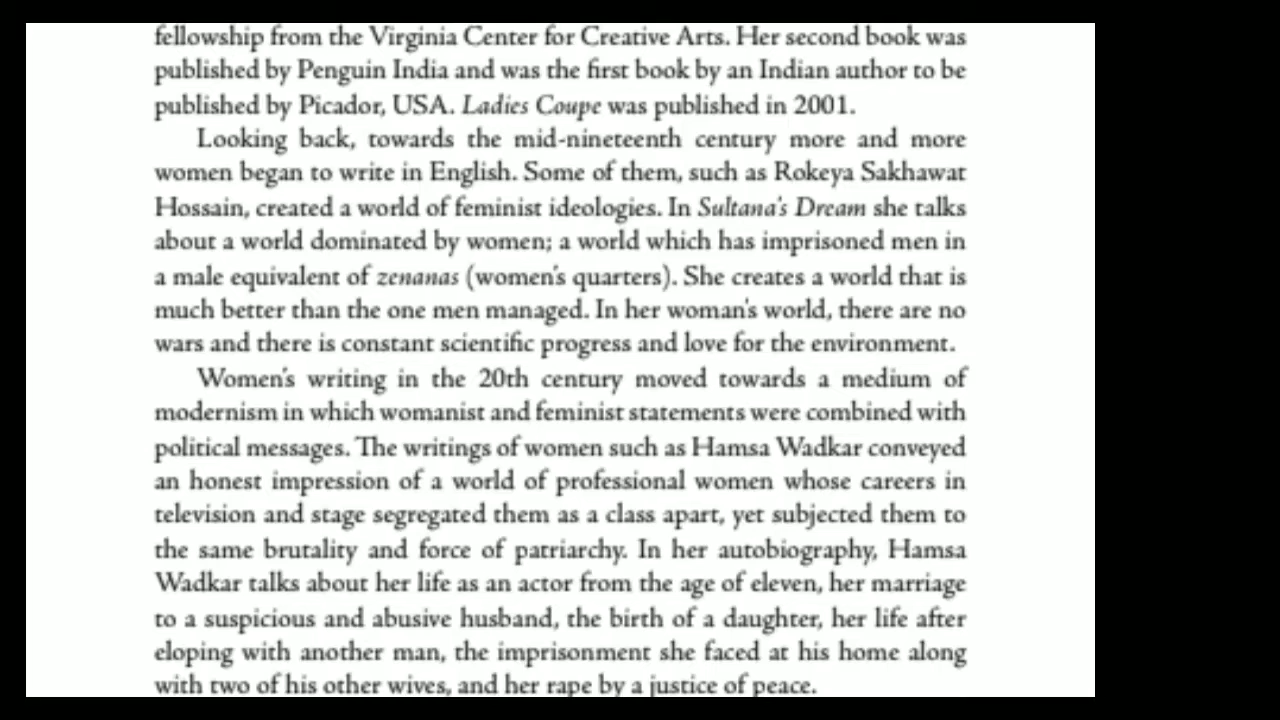 fellowship from the Virginia Center for Creative Arts. Her second book was
published by Penguin India and was the first book by an Indian author to be
published by Picador, USA. Ladies Coupe was published in 2001.
Looking back, towards the mid-nineteenth century more and more
women began to write in English. Some of them, such as Rokeya Sakhawat
Hossain, created a world of feminist ideologies. In Sultana's Dream she talks
about a world dominated by women; a world which has imprisoned men in
a male equivalent of zenanas (women's quarters). She creates a world that is
much better than the one men managed. In her woman's world, there are no
wars and there is constant scientific progress and love for the environment.
Women's writing in the 20th century moved towards a medium of
modernism in which womanist and feminist statements were combined with
political messages. The writings of women such as Hamsa Wadkar conveyed
an honest impression of a world of professional women whose careers in
television and stage segregated them as a class apart, yet subjected them to
the same brutality and force of patriarchy. In her autobiography, Hamsa
Wadkar talks about her life as an actor from the age of eleven, her marriage
to a suspicious and abusive husband, the birth of a daughter, her life after
eloping with another man, the imprisonment she faced at his home along
with two of his other wives, and her rape by a justice of peace.